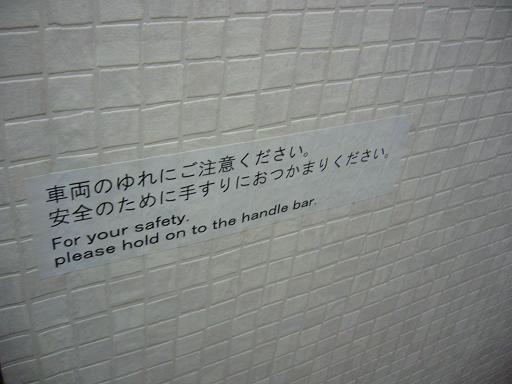 車両のゆれにご注意ください。
安全のために手すりにおつかまりください。
For your safety.
please hold on to the handle bar.